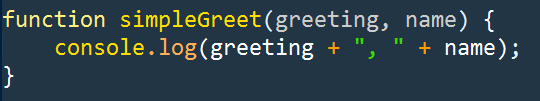 function simpleGreet(greeting, name) {
    console.log(greeting + ", " + name);
}